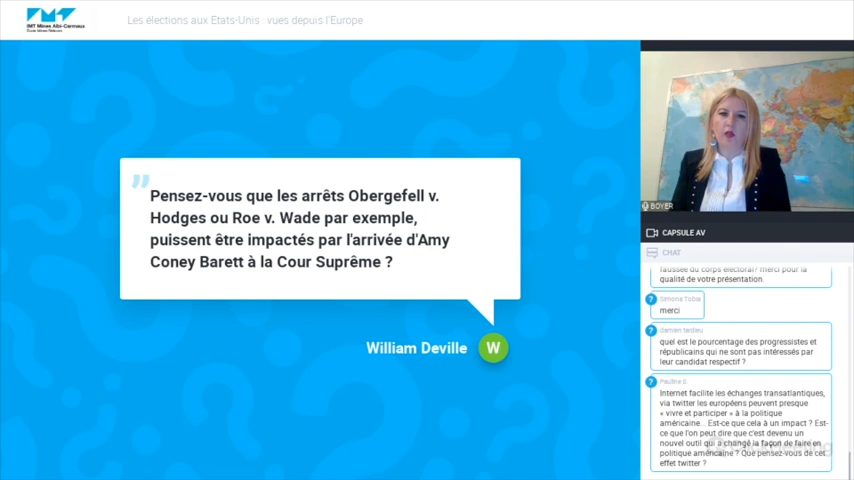 IMT Mines Albi-Carmaux
École Mines-Télécom
Les élections aux Etats-Unis : vues depuis l'Europe
Pensez-vous que les arrêts Obergefell v.
Hodges ou Roe v. Wade par exemple,
puissent être impactés par l'arrivée d'Amy
Coney Barett à la Cour Suprême ?
William Deville
W
BOYER
CAPSULE AV
CHAT
faussée du corps électoral? merci pour la
qualité de votre présentation.
Simona Tobia
merci
damien tardieu
quel est le pourcentage des progressistes et
républicains qui ne sont pas intéressés par
leur candidat respectif ?
Pauline S.
Internet facilite les échanges transatlantiques,
via twitter les européens peuvent presque
« vivre et participer » à la politique
américaine... Est-ce que cela à un impact ? Est-
ce que l'on peut dire que c'est devenu un
nouvel outil qui a changé la façon de faire en
politique américaine ? Que pensez-vous de cet
effet twitter ?